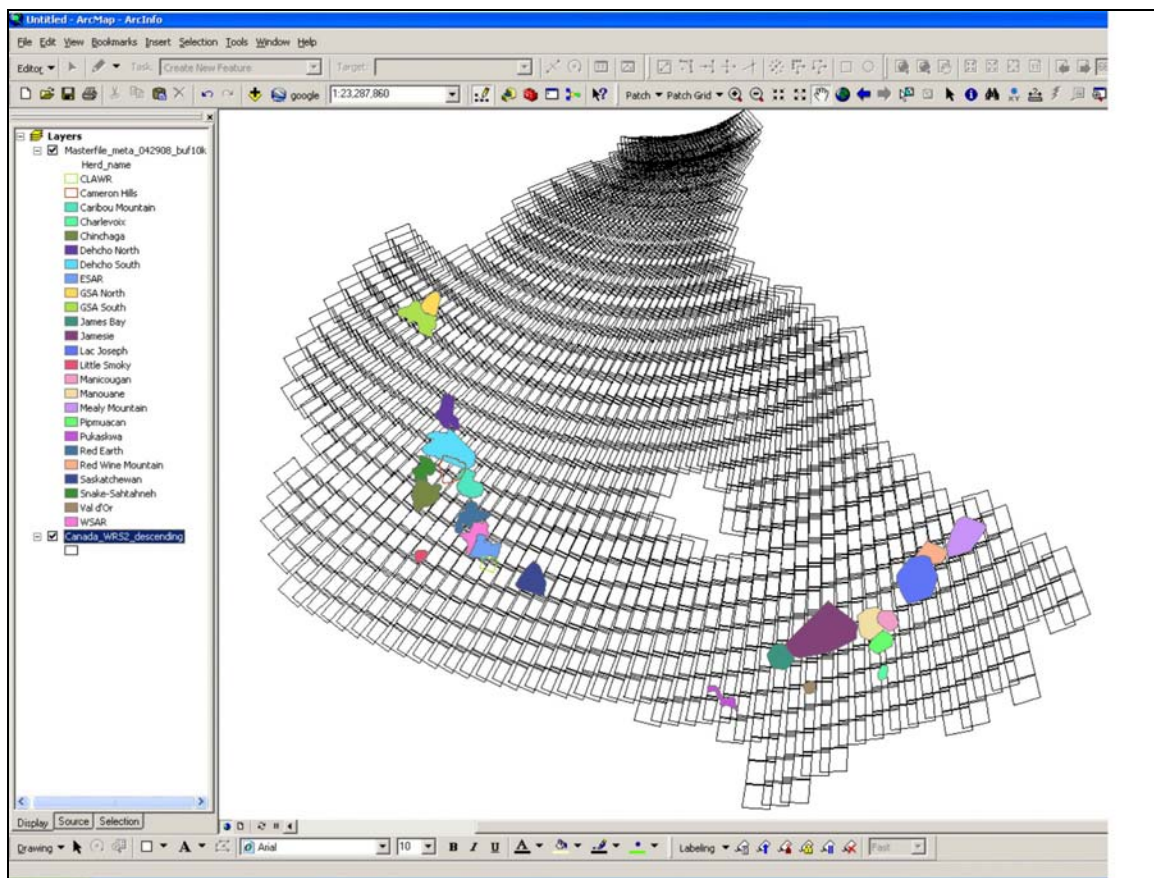 Untitled - ArcMap - ArcInfo
File Edit View Bookmarks Insert Selection Tools Window Help
Editor Task: Create New Feature Target:
google 1:23,287,860 Patch Patch Grid
Layers
Masterfile_meta_042908_buf10k
Herd_name
CLAWR
Cameron Hills
Caribou Mountain
Charlevoix
Chinchaga
Dehcho North
Dehcho South
ESAR
GSA North
GSA South
James Bay
Jamesie
Lac Joseph
Little Smoky
Manicougan
Manouane
Mealy Mountain
Pipmuacan
Pukaskwa
Red Earth
Red Wine Mountain
Saskatchewan
Snake-Sahtahneh
Val d'Or
WSAR
Canada_WRS2_descending
Display Source Selection
Drawing A Arial 10 B I U A Labeling Fast